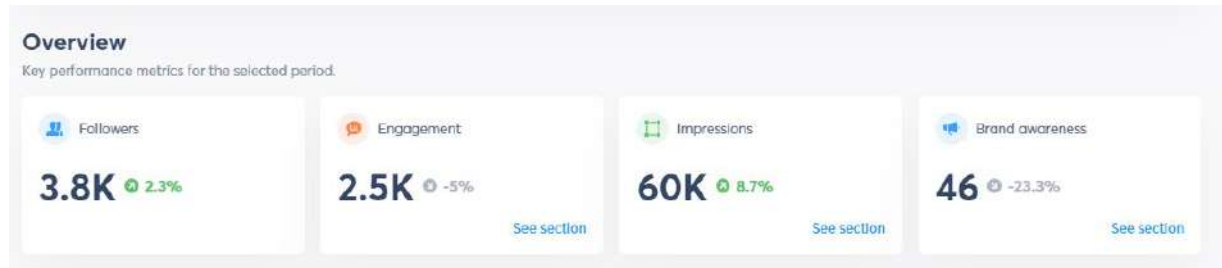 Overview
Key performance metrics for the selected period.
Followers
3.8K 2.3%
Engagement
2.5K -5%
See section
Impressions
60K 8.7%
See section
Brand awareness
46 -23.3%
See section